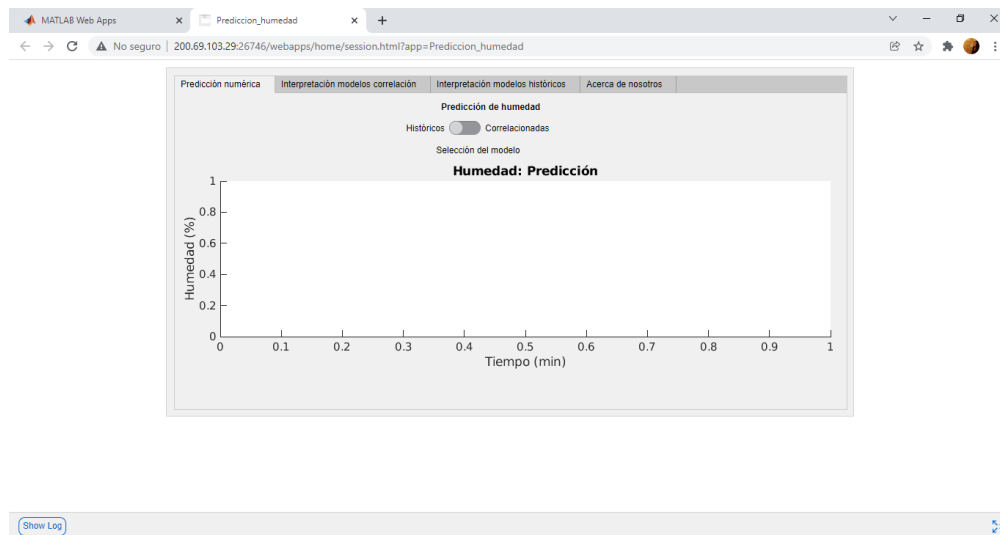 MATLAB Web Apps
Prediccion_humedad
No seguro | 200.69.103.29:26746/webapps/home/session.html?app=Prediccion_humedad
Predicción numérica Interpretación modelos correlación Interpretación modelos históricos Acerca de nosotros
Predicción de humedad
Históricos Correlacionadas
Selección del modelo
Humedad: Predicción
1
0.8
0.6
0.4
0.2
0
Humedad (%)
0 0.1 0.2 0.3 0.4 0.5 0.6 0.7 0.8 0.9 1
Tiempo (min)
Show Log